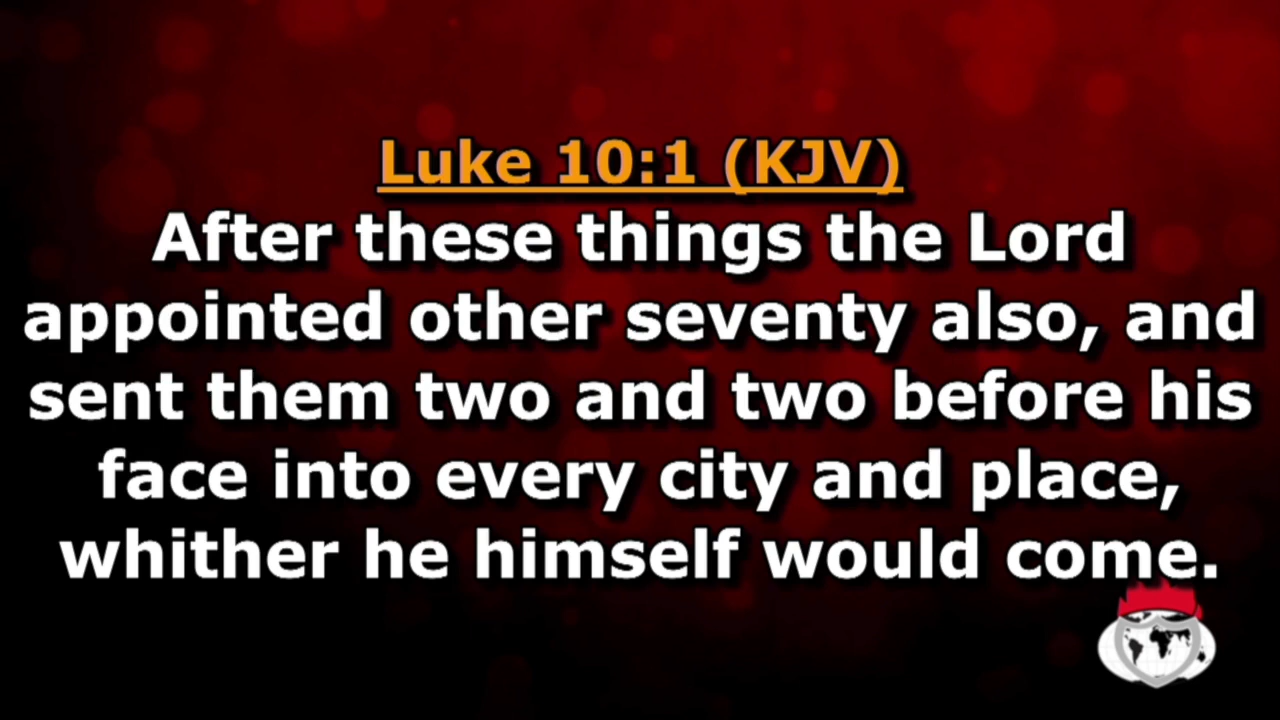 Luke 10:1 (KJV)
After these things the Lord
appointed other seventy also, and
sent them two and two before his
face into every city and place,
whither he himself would come.